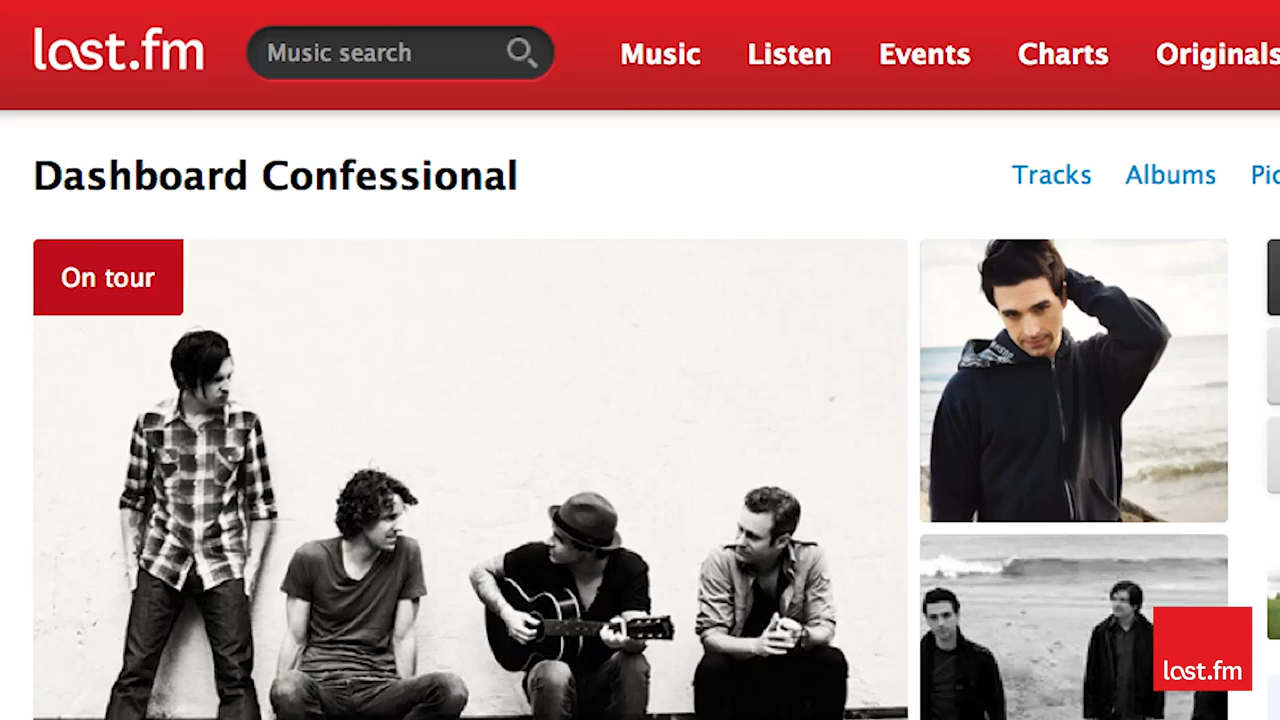 last.fm
Music search
Music Listen Events Charts Originals
Dashboard Confessional
Tracks Albums
On tour
last.fm